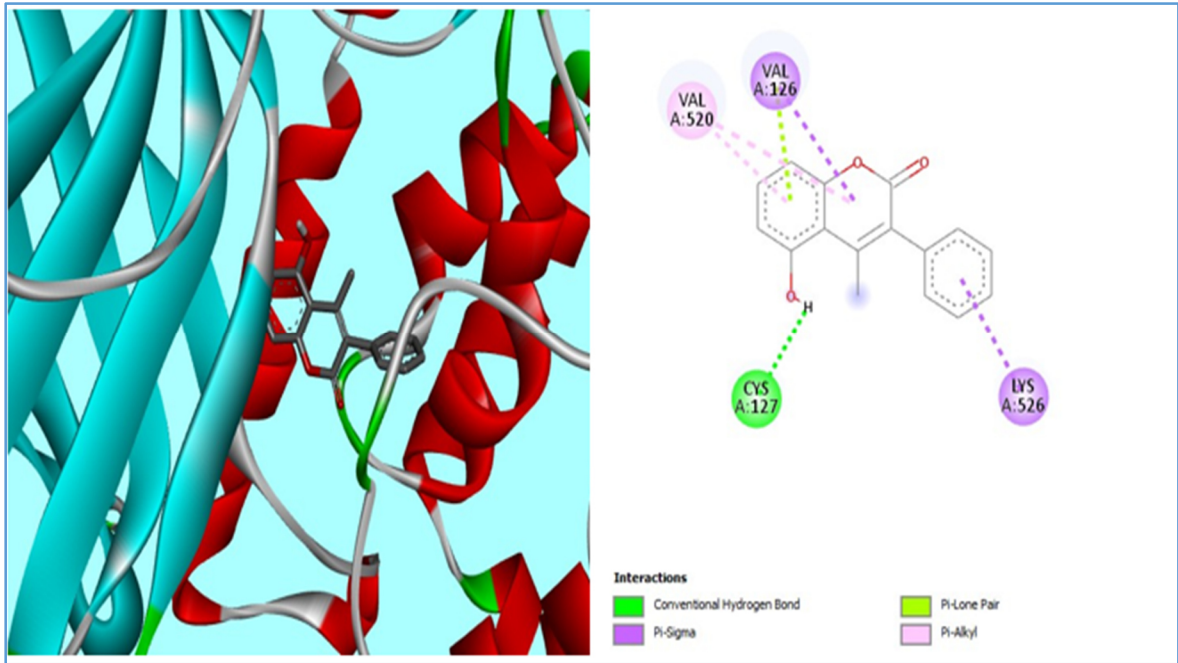 VAL
A:126
VAL
A:520
O
O
O
H
CYS
A:127
LYS
A:526
Interactions
Conventional Hydrogen Bond
Pi-Sigma
Pi-Lone Pair
Pi-Alkyl